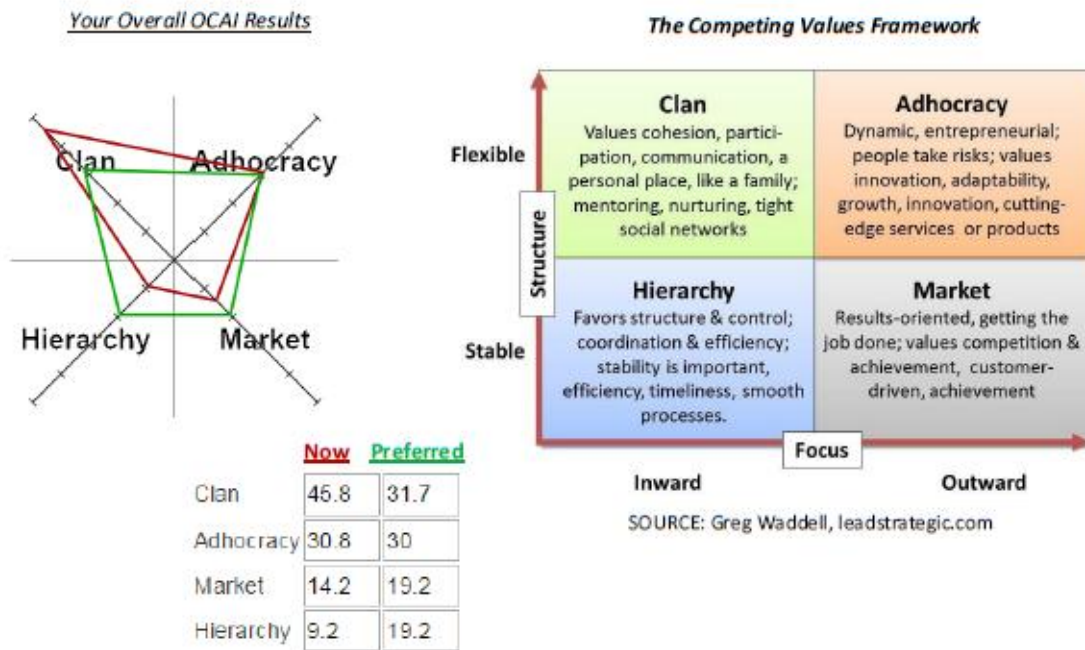 Your Overall OCAI Results
Clan
Adhocracy
Hierarchy
Market
Now Preferred
Clan 45.8 31.7
Adhocracy 30.8 30
Market 14.2 19.2
Hierarchy 9.2 19.2
The Competing Values Framework
Flexible
Stable
Structure
Clan
Values cohesion, partici-
pation, communication, a
personal place, like a family;
mentoring, nurturing, tight
social networks
Adhocracy
Dynamic, entrepreneurial;
people take risks; values
innovation, adaptability,
growth, innovation, cutting-
edge services or products
Hierarchy
Favors structure & control;
coordination & efficiency;
stability is important,
efficiency, timeliness, smooth
processes.
Market
Results-oriented, getting the
job done; values competition &
achievement, customer-
driven, achievement
Focus
Inward
Outward
SOURCE: Greg Waddell, leadstrategic.com